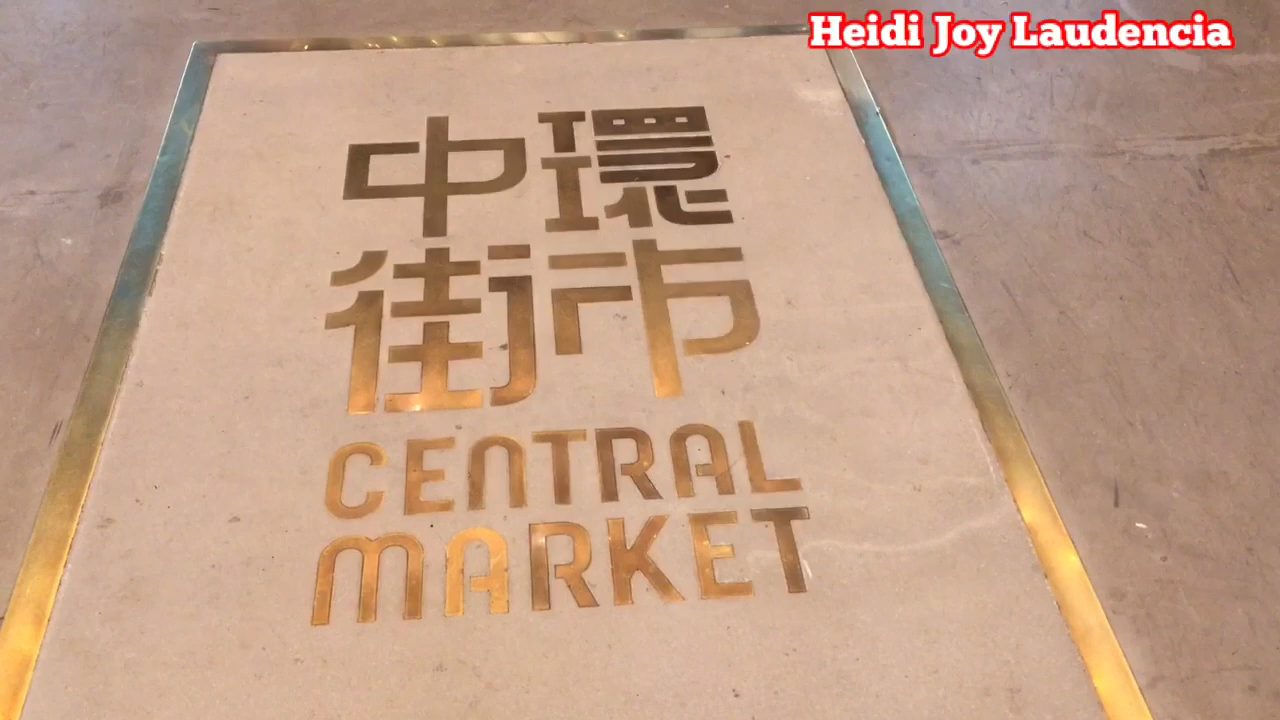 Heidi Joy Laudencia
中環
街市
CENTRAL
MARKET